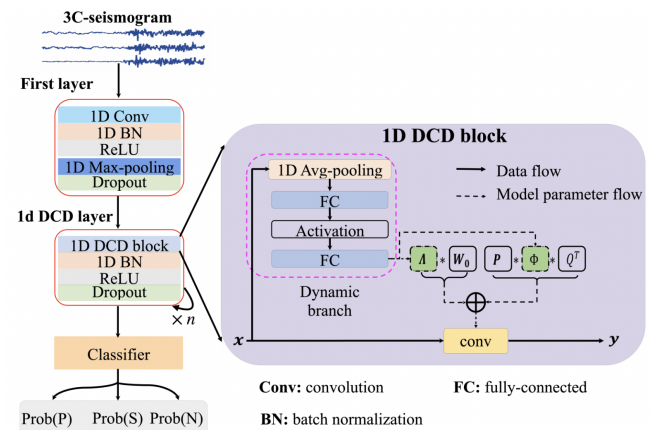 3C-seismogram
First layer
1D Conv
1D BN
ReLU
1D Max-pooling
Dropout
1d DCD layer
1D DCD block
1D BN
ReLU
Dropout
× n
Classifier
Prob(P) Prob(S) Prob(N)
1D DCD block
1D Avg-pooling
FC
Activation
FC
Dynamic
branch
Data flow
Model parameter flow
Λ * W₀ P * Φ * Qᵀ
x conv y
Conv: convolution FC: fully-connected
BN: batch normalization